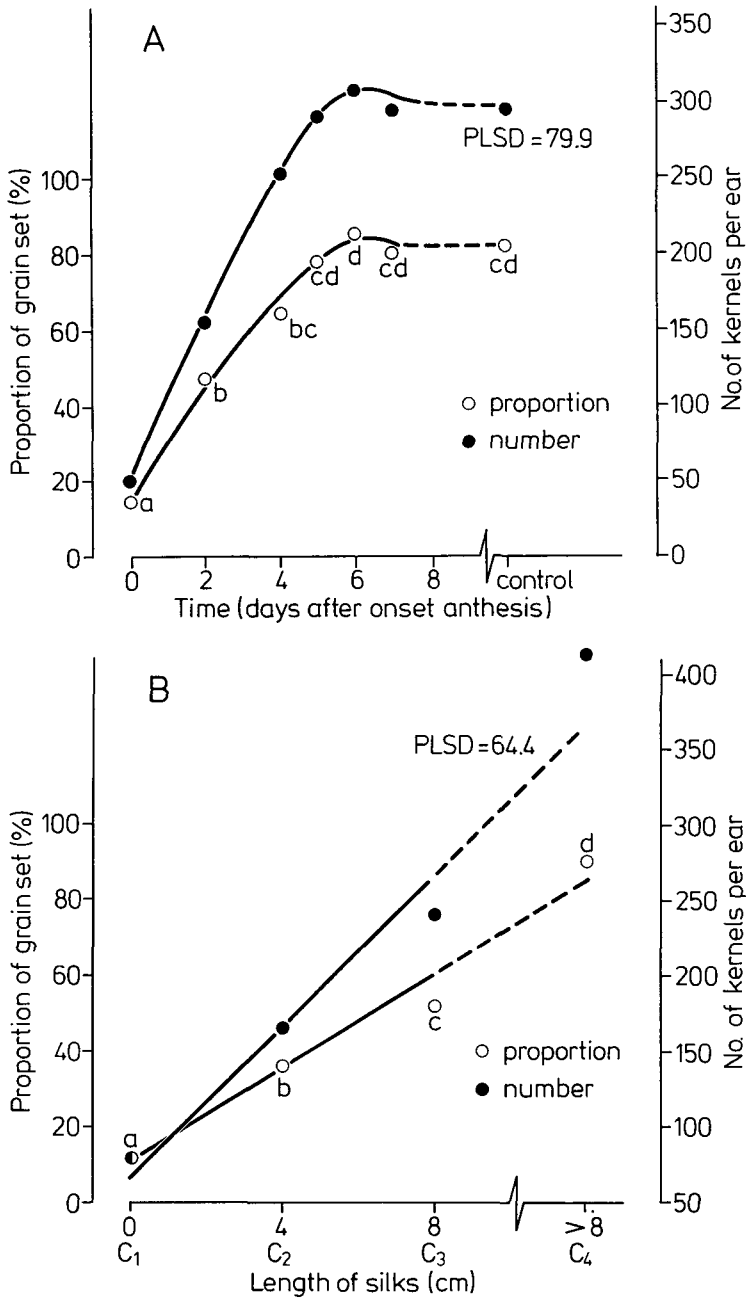 A
Proportion of grain set (%)
100
80
60
40
20
0
350
300
250
200
150
100
50
0
No. of kernels per ear
PLSD = 79.9
a
b
bc
cd
d
cd
cd
○ proportion
● number
0 2 4 6 8 control
Time (days after onset anthesis)
B
Proportion of grain set (%)
100
80
60
40
20
0
400
350
300
250
200
150
100
50
No. of kernels per ear
PLSD = 64.4
a
b
c
d
○ proportion
● number
0 4 8 >8
C1 C2 C3 C4
Length of silks (cm)